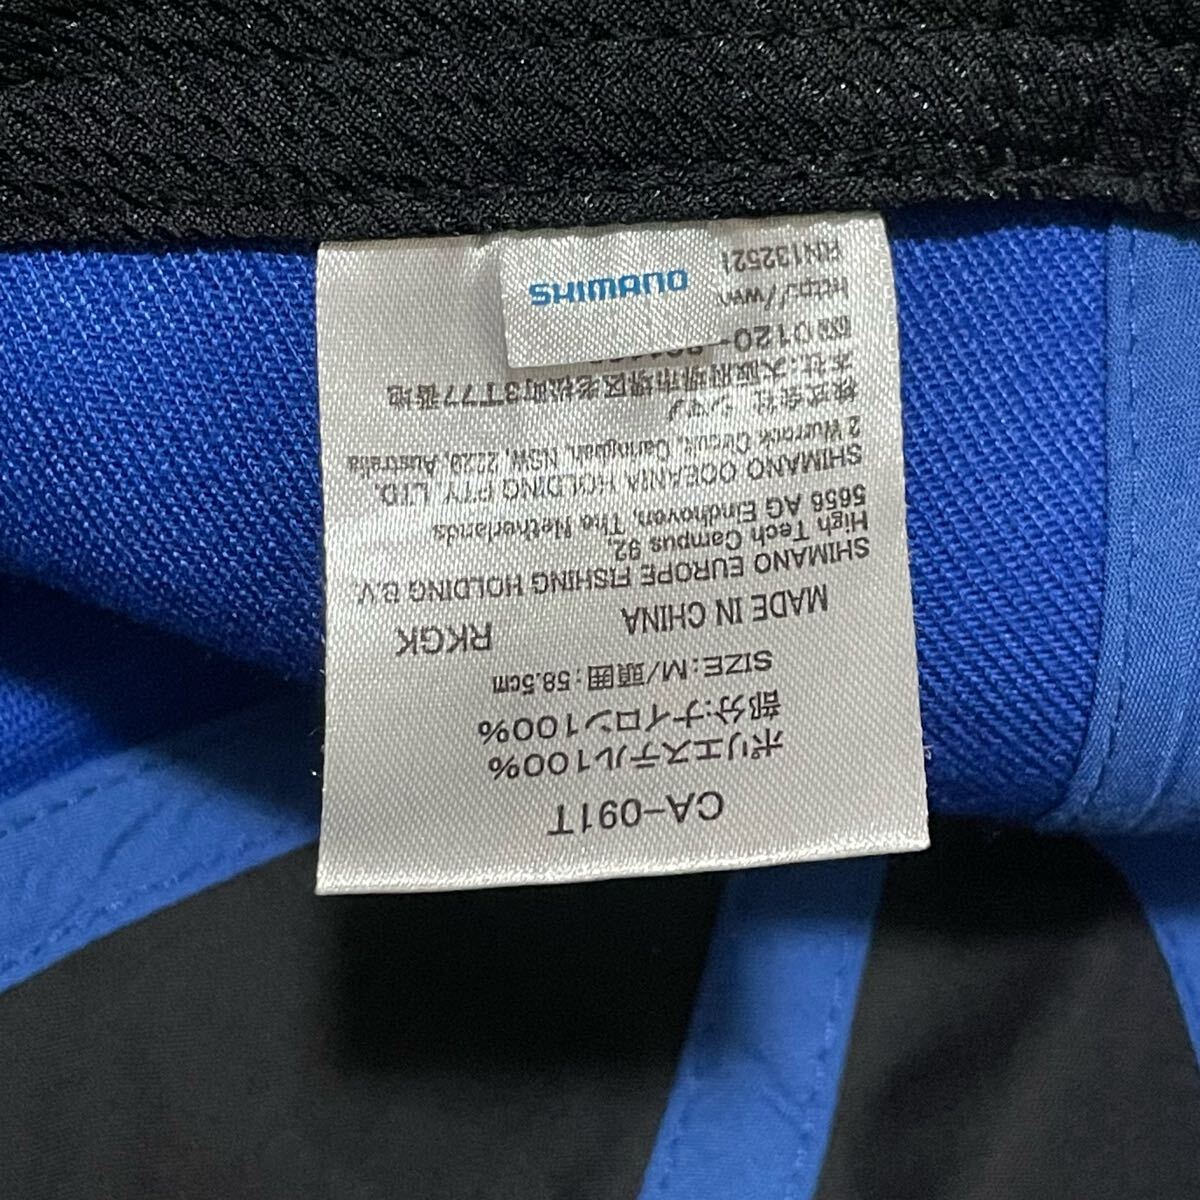 SHIMANO
CA-091T
ポリエステル100%
部分:ナイロン100%
SIZE:M/頭囲:58.5cm
MADE IN CHINA RKGK
SHIMANO EUROPE FISHING HOLDING B.V.
High Tech Campus 92,
5656 AG Eindhoven, The Netherlands
SHIMANO OCEANIA HOLDING PTY. LTD.
2 Wurrook Circuit, Caringbah, NSW, 2229, Australia
株式会社 シマノ
本社:大阪府堺市堺区老松町3丁77番地
0120-
http://ww
RN132521